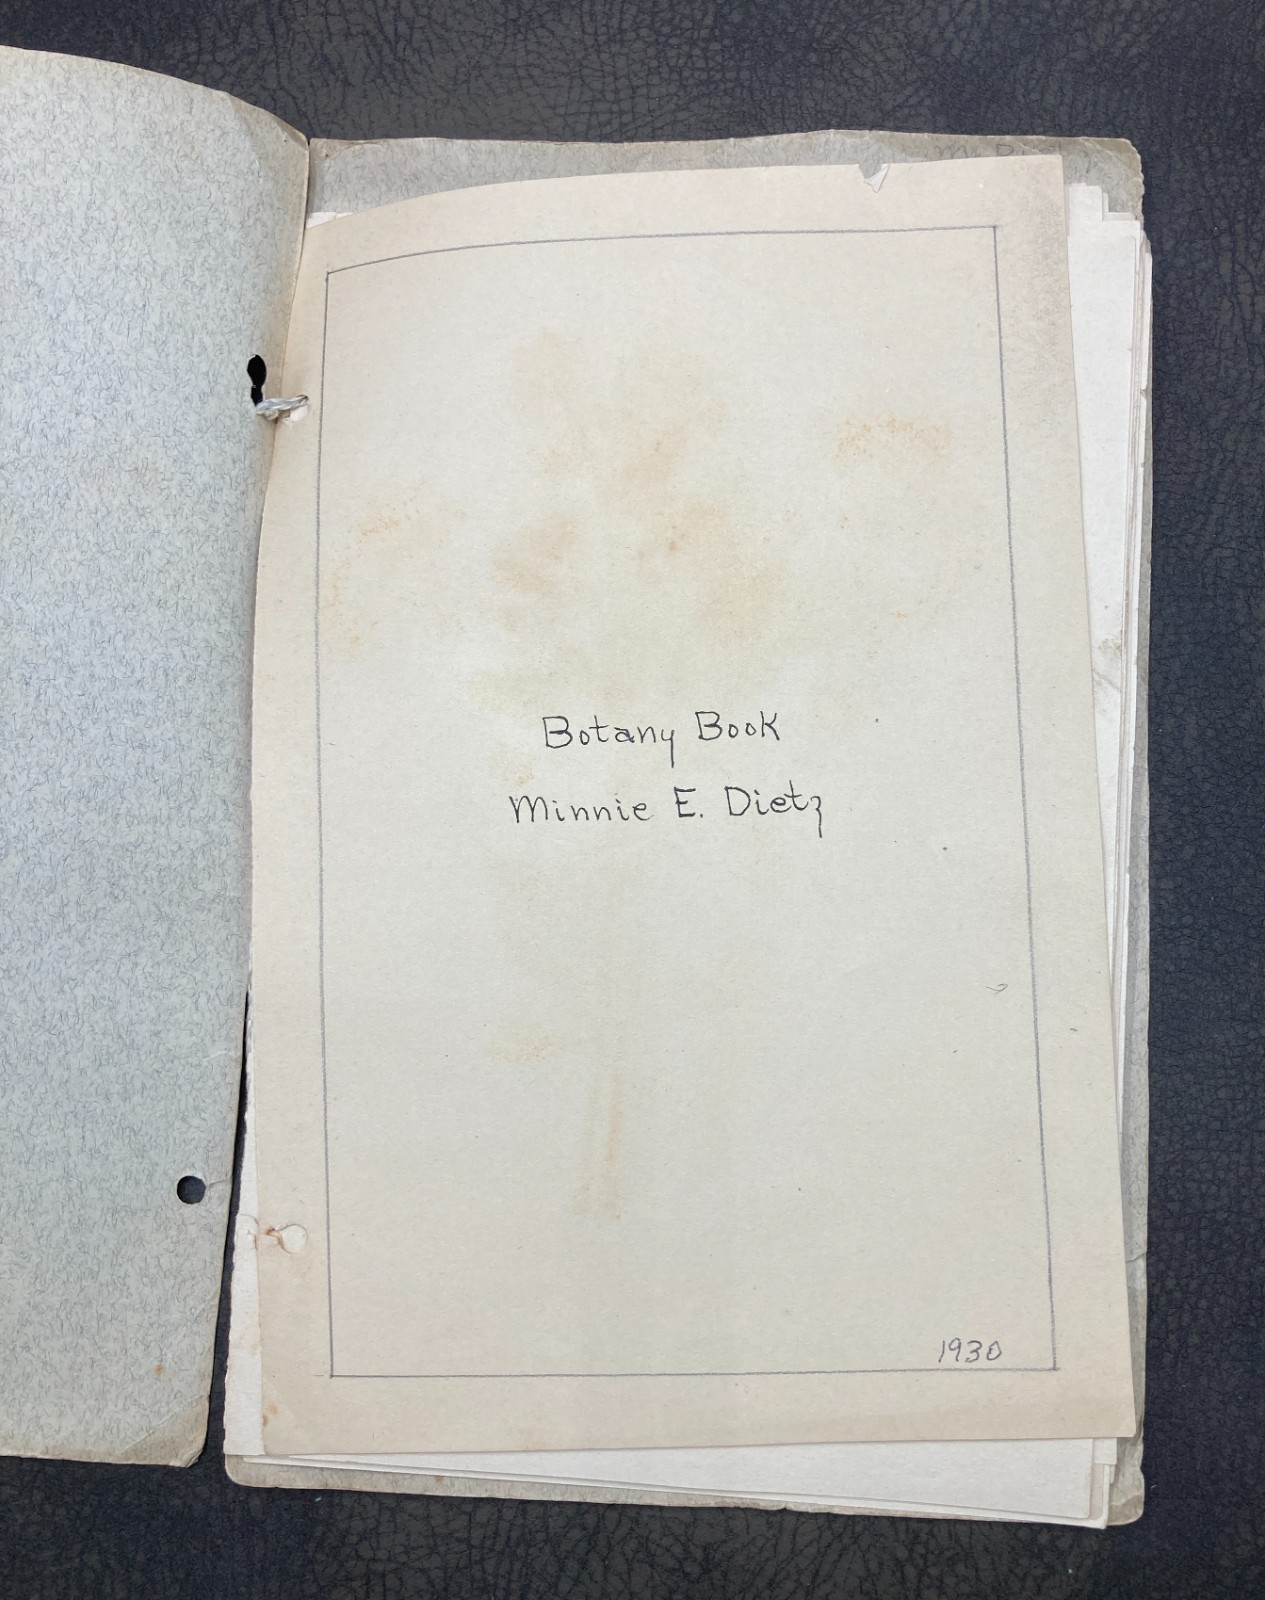 Botany Book
Minnie E. Dietz
1930